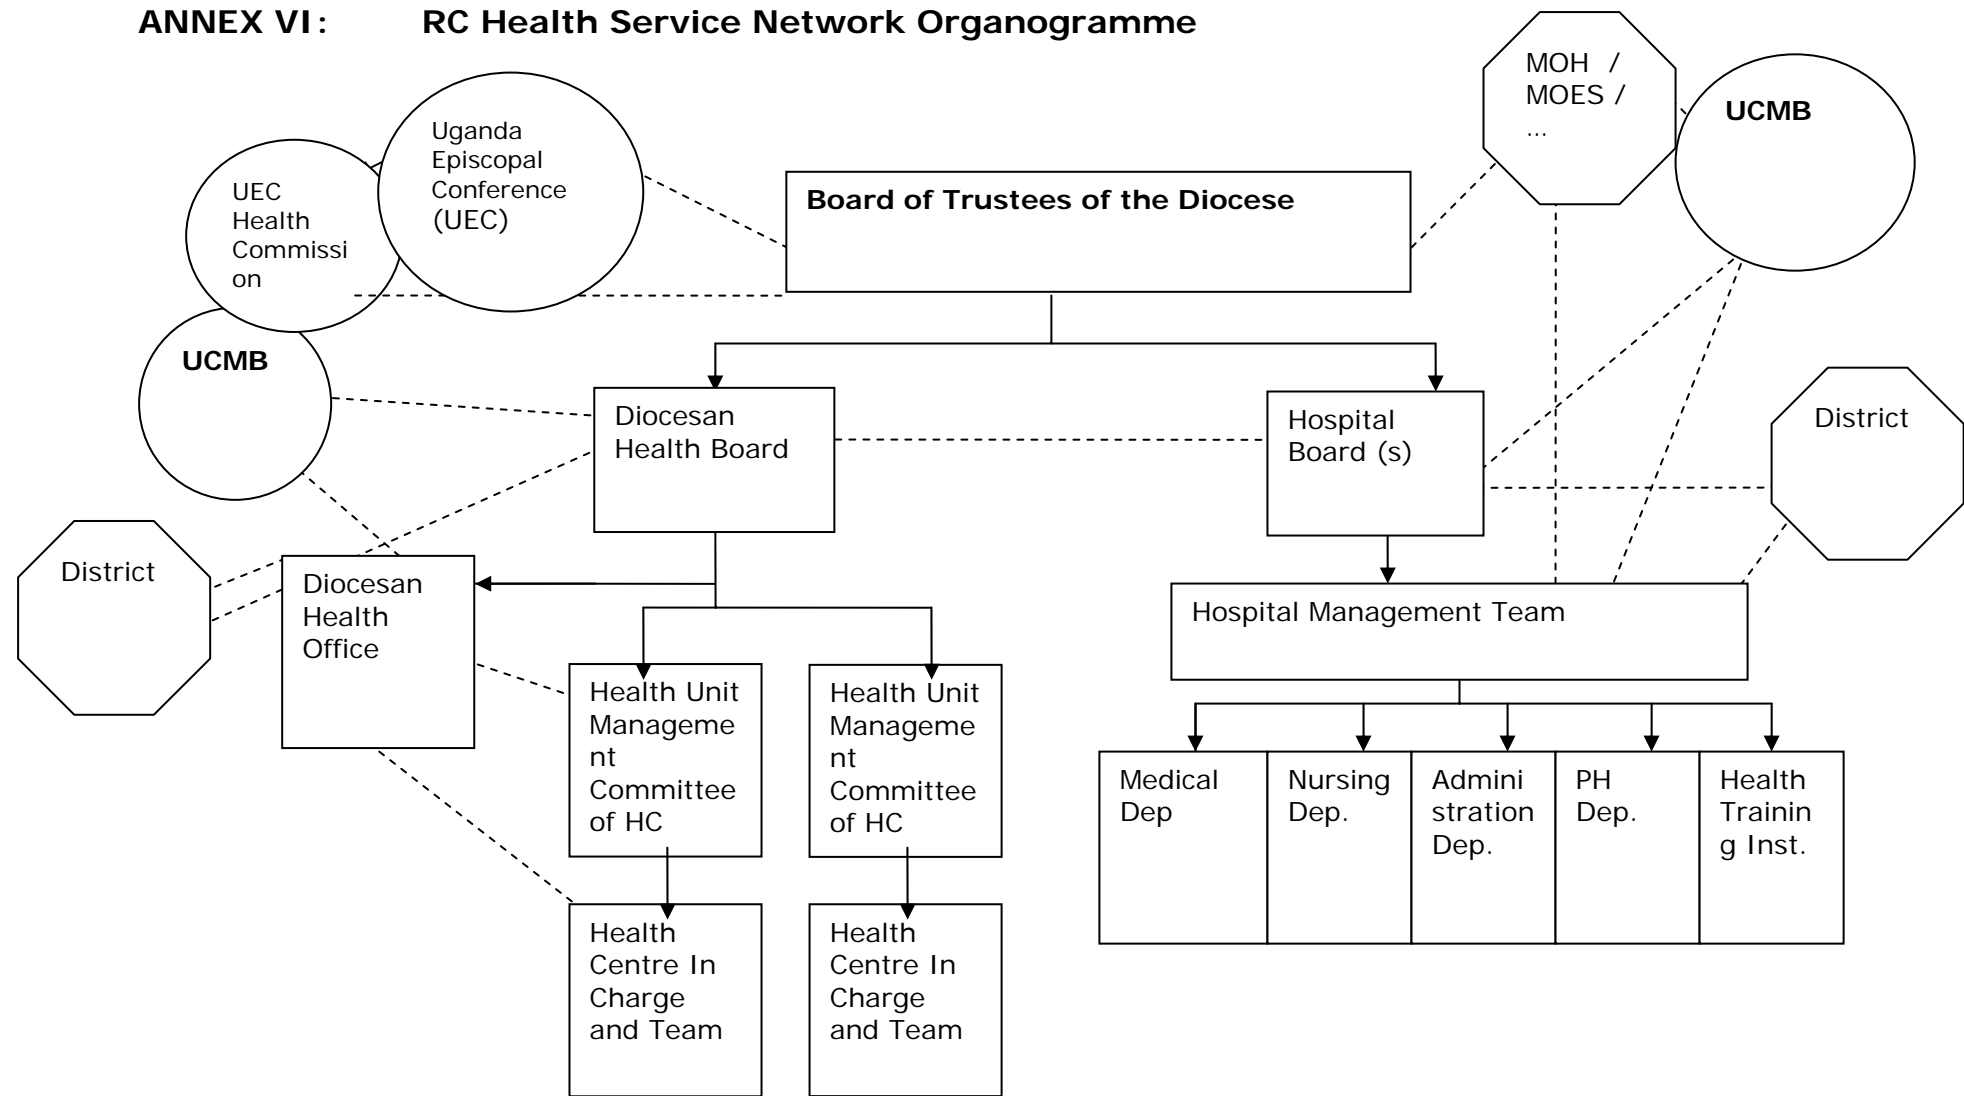 ANNEX VI: RC Health Service Network Organogramme
MOH /
MOES /
...
UCMB
Uganda
Episcopal
Conference
(UEC)
UEC
Health
Commissi
on
Board of Trustees of the Diocese
UCMB
Diocesan
Health Board
Hospital
Board (s)
District
District
Diocesan
Health
Office
Hospital Management Team
Health Unit
Manageme
nt
Committee
of HC
Health Unit
Manageme
nt
Committee
of HC
Medical
Dep
Nursing
Dep.
Admini
stration
Dep.
PH
Dep.
Health
Trainin
g Inst.
Health
Centre In
Charge
and Team
Health
Centre In
Charge
and Team